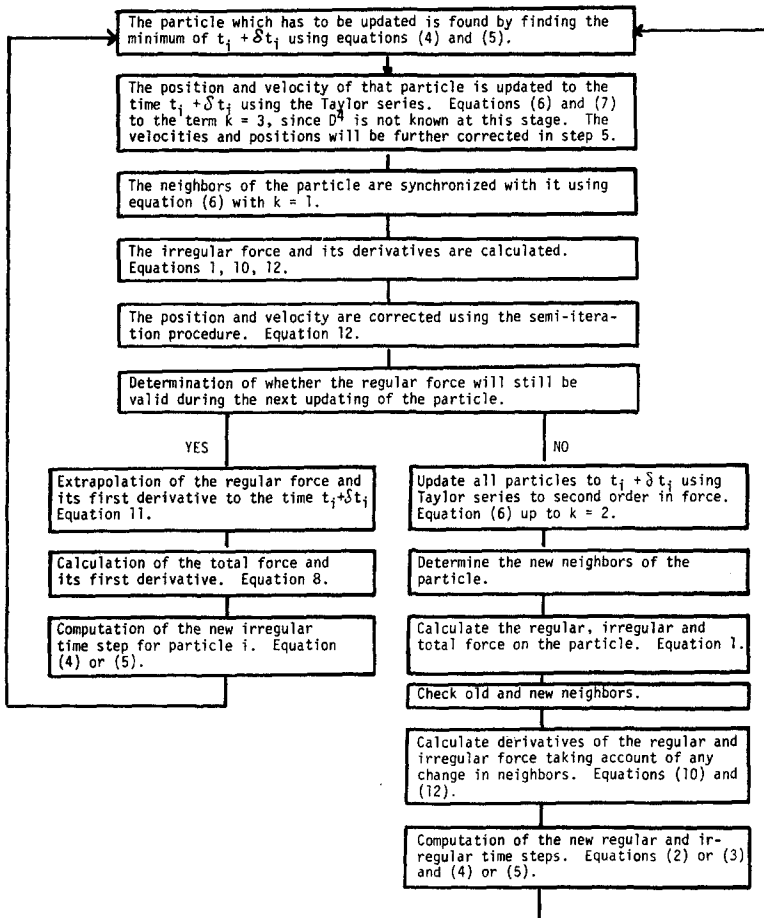 The particle which has to be updated is found by finding the
minimum of tᵢ + δtᵢ using equations (4) and (5).
The position and velocity of that particle is updated to the
time tᵢ + δtᵢ using the Taylor series. Equations (6) and (7)
to the term k = 3, since D⁴ is not known at this stage. The
velocities and positions will be further corrected in step 5.
The neighbors of the particle are synchronized with it using
equation (6) with k = 1.
The irregular force and its derivatives are calculated.
Equations 1, 10, 12.
The position and velocity are corrected using the semi-itera-
tion procedure. Equation 12.
Determination of whether the regular force will still be
valid during the next updating of the particle.
YES
Extrapolation of the regular force and
its first derivative to the time tᵢ+δtᵢ
Equation 11.
Calculation of the total force and
its first derivative. Equation 8.
Computation of the new irregular
time step for particle i. Equation
(4) or (5).
NO
Update all particles to tᵢ + δtᵢ using
Taylor series to second order in force.
Equation (6) up to k = 2.
Determine the new neighbors of the
particle.
Calculate the regular, irregular and
total force on the particle. Equation 1.
Check old and new neighbors.
Calculate derivatives of the regular and
irregular force taking account of any
change in neighbors. Equations (10) and
(12).
Computation of the new regular and ir-
regular time steps. Equations (2) or (3)
and (4) or (5).